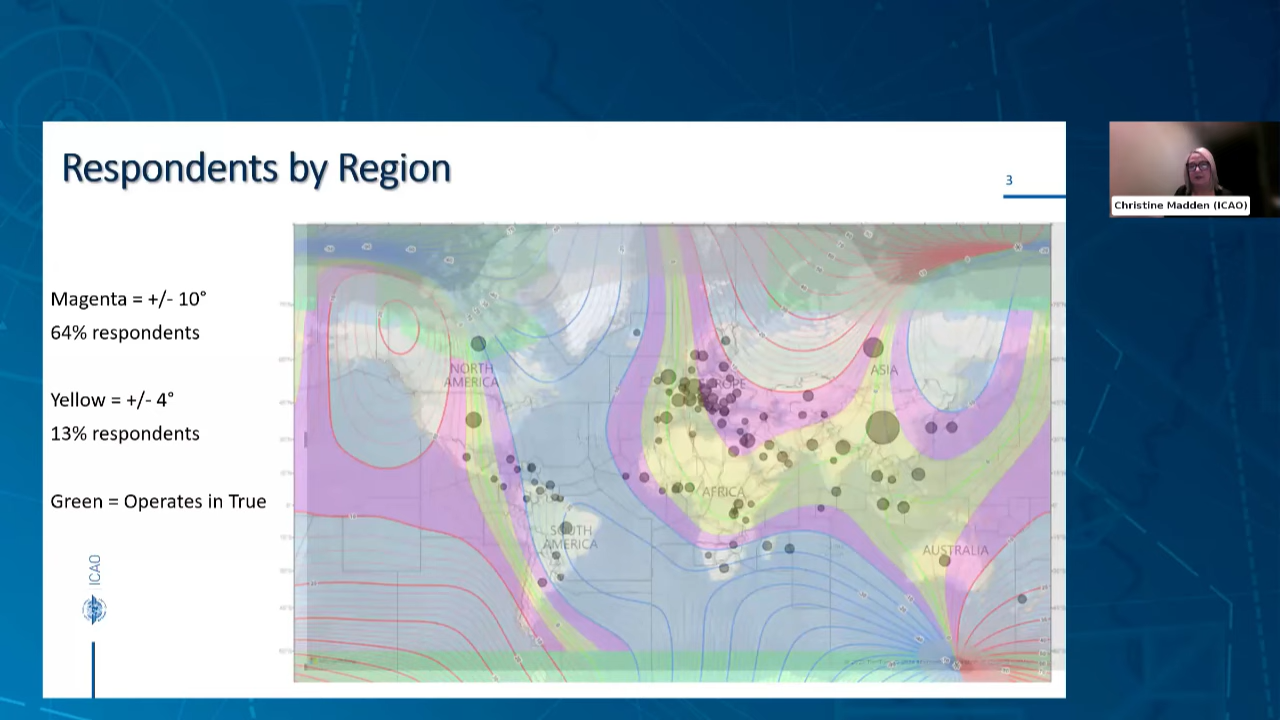 Respondents by Region
3
Magenta = +/- 10°
64% respondents
Yellow = +/- 4°
13% respondents
Green = Operates in True
ICAO
NORTH
AMERICA
EUROPE
ASIA
AFRICA
SOUTH
AMERICA
AUSTRALIA
Christine Madden (ICAO)